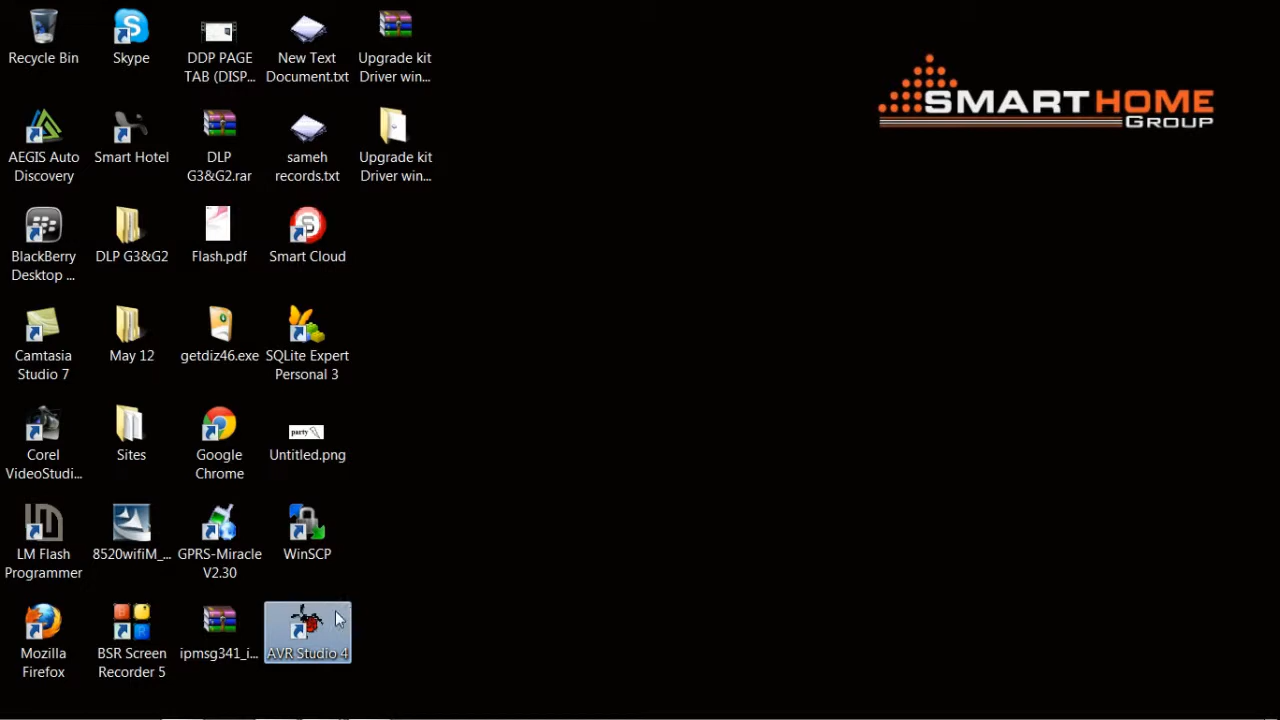 Recycle Bin
Skype
DDP PAGE
TAB (DISP...
New Text
Document.txt
Upgrade kit
Driver win...
AEGIS Auto
Discovery
Smart Hotel
DLP
G3&G2.rar
sameh
records.txt
Upgrade kit
Driver win...
BlackBerry
Desktop ...
DLP G3&G2
Flash.pdf
Smart Cloud
Camtasia
Studio 7
May 12
getdiz46.exe
SQLite Expert
Personal 3
Corel
VideoStudi...
Sites
Google
Chrome
party
Untitled.png
LM Flash
Programmer
8520wifiM_...
GPRS-Miracle
V2.30
WinSCP
Mozilla
Firefox
BSR Screen
Recorder 5
ipmsg341_i...
AVR Studio 4
SMART HOME
GROUP